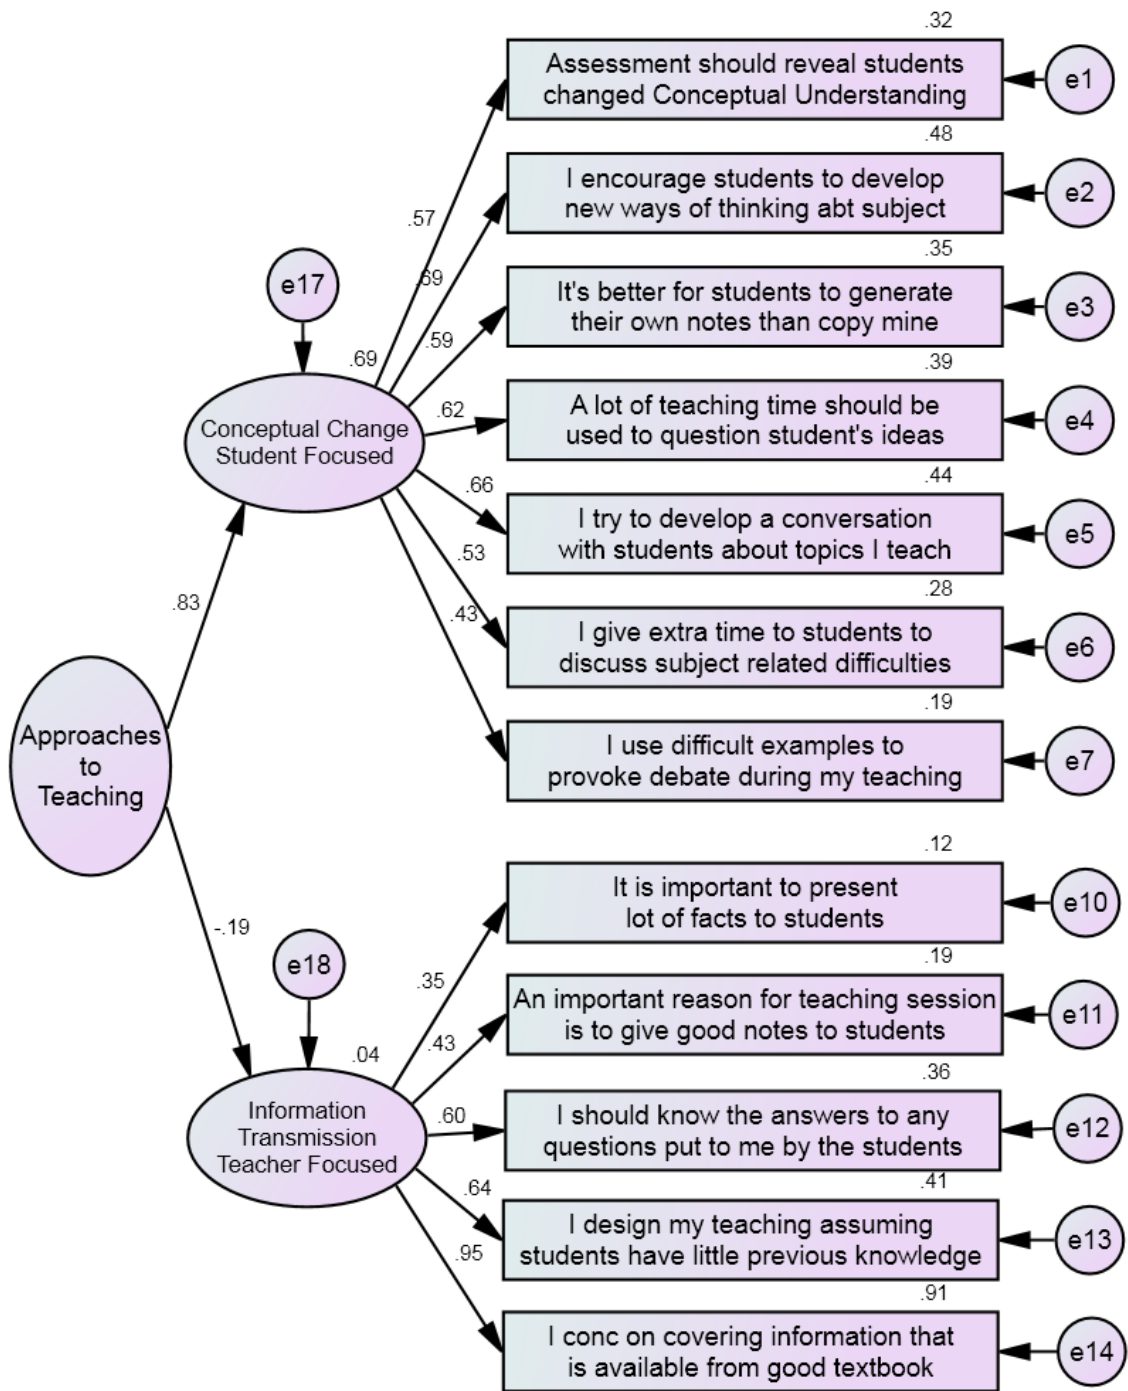 .32
Assessment should reveal students
changed Conceptual Understanding
e1
.48
I encourage students to develop
new ways of thinking abt subject
e2
.57
.69
.35
It's better for students to generate
their own notes than copy mine
e3
e17
.59
.69
.39
A lot of teaching time should be
used to question student's ideas
e4
.62
Conceptual Change
Student Focused
.44
I try to develop a conversation
with students about topics I teach
e5
.66
.53
.28
I give extra time to students to
discuss subject related difficulties
e6
.43
.83
.19
I use difficult examples to
provoke debate during my teaching
e7
Approaches
to
Teaching
.12
It is important to present
lot of facts to students
e10
-.19
e18
.35
.19
An important reason for teaching session
is to give good notes to students
e11
.43
.04
.36
I should know the answers to any
questions put to me by the students
e12
.60
Information
Transmission
Teacher Focused
.41
I design my teaching assuming
students have little previous knowledge
e13
.64
.95
.91
I conc on covering information that
is available from good textbook
e14